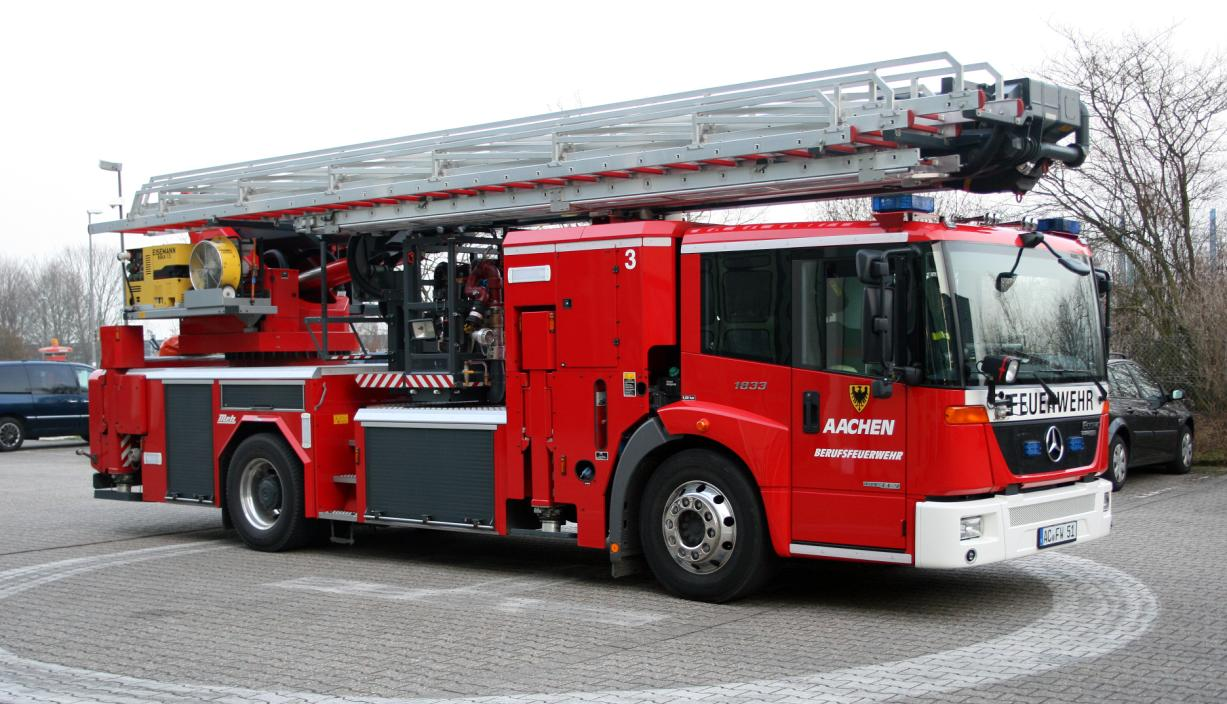 EISEMANN
3
1833
Metz
AACHEN
BERUFSFEUERWEHR
FEUERWEHR
AC FW 51